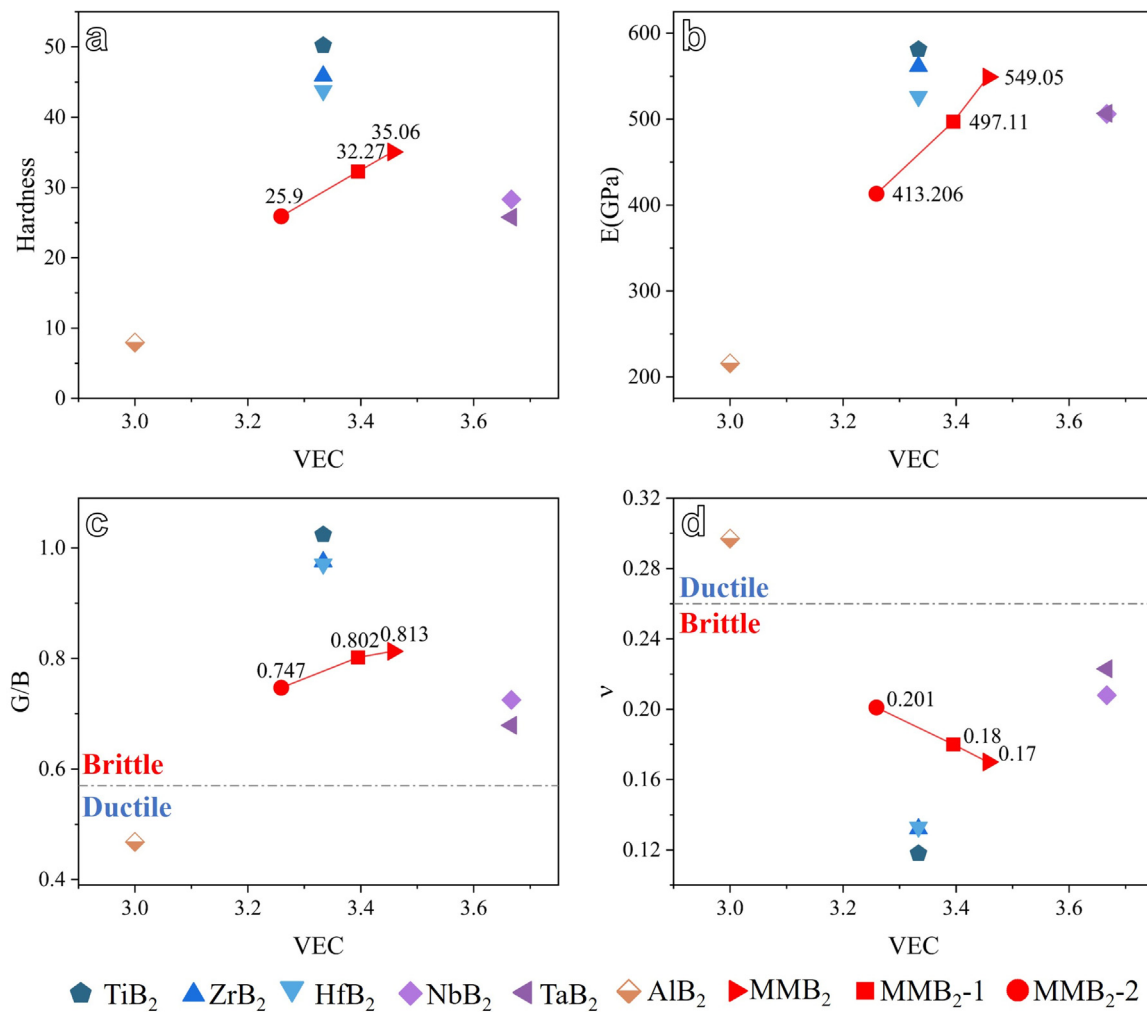 a
50
40
30
20
10
0
Hardness
25.9
32.27
35.06
3.0
3.2
3.4
3.6
VEC
b
600
500
400
300
200
E(GPa)
549.05
497.11
413.206
3.0
3.2
3.4
3.6
VEC
c
1.0
0.8
0.6
0.4
G/B
0.747
0.802
0.813
Brittle
Ductile
3.0
3.2
3.4
3.6
VEC
d
0.32
0.28
0.24
0.20
0.16
0.12
ν
Ductile
Brittle
0.201
0.18
0.17
3.0
3.2
3.4
3.6
VEC
TiB₂ ZrB₂ HfB₂ NbB₂ TaB₂ AlB₂ MMB₂ MMB₂-1 MMB₂-2